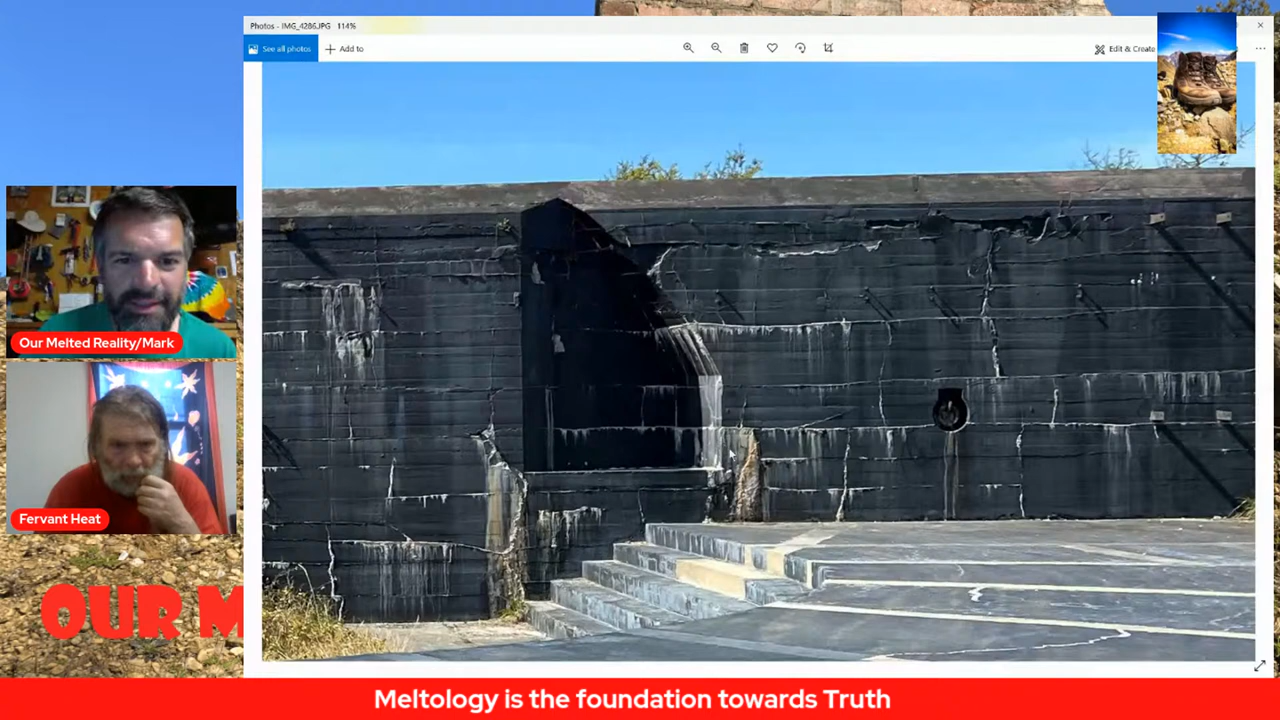 Photos - IMG_4286.JPG 114%
See all photos
Add to
Edit & Create
Our Melted Reality/Mark
Fervant Heat
OUR M
Meltology is the foundation towards Truth